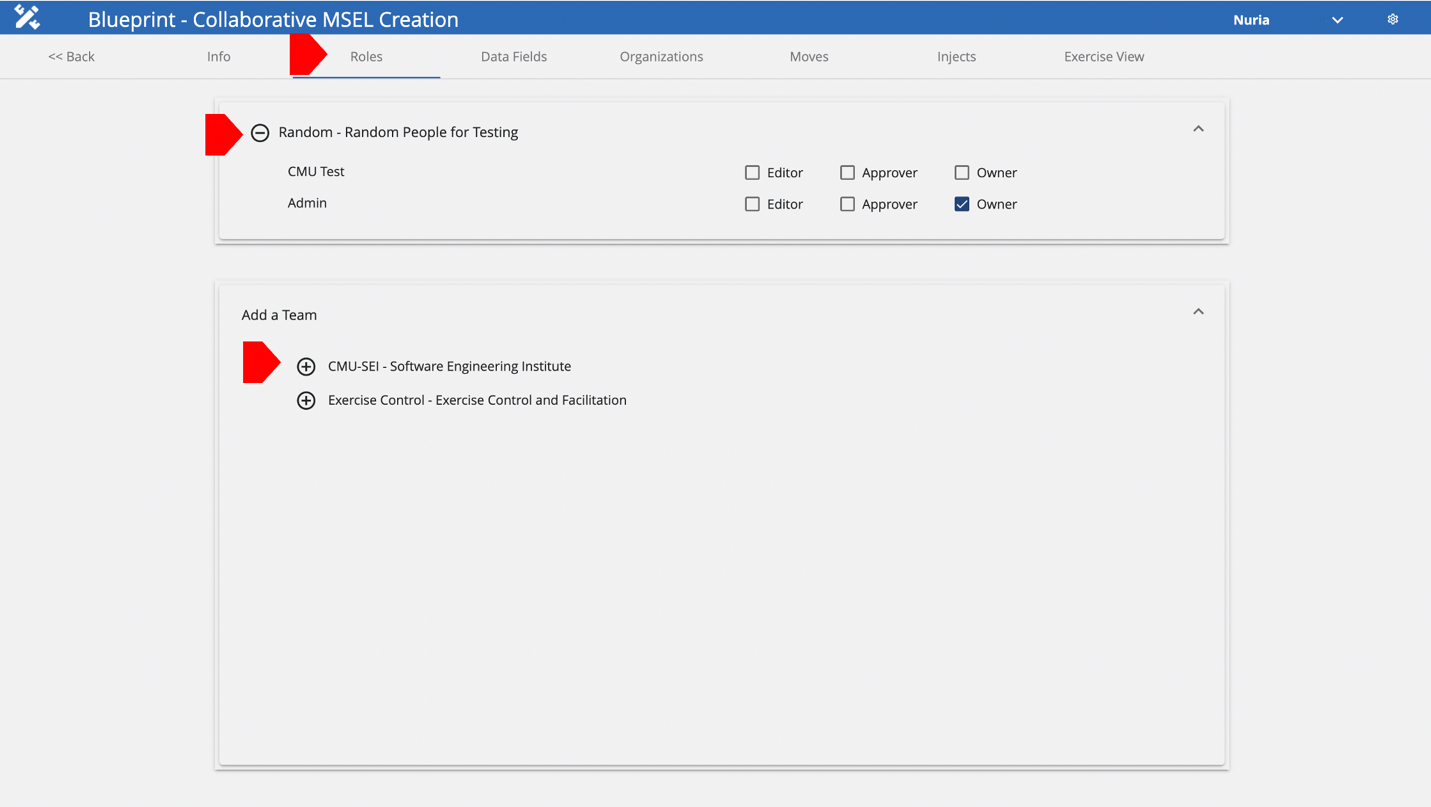 Blueprint - Collaborative MSEL Creation Nuria
<< Back Info Roles Data Fields Organizations Moves Injects Exercise View
Random - Random People for Testing
CMU Test Editor Approver Owner
Admin Editor Approver Owner
Add a Team
CMU-SEI - Software Engineering Institute
Exercise Control - Exercise Control and Facilitation